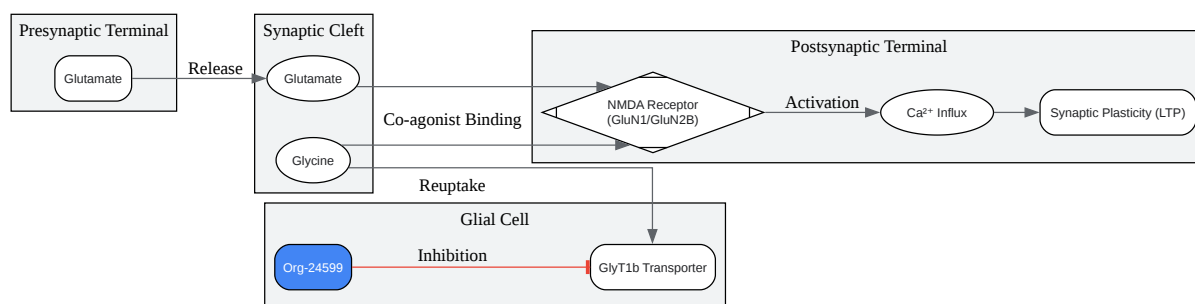 Presynaptic Terminal
Glutamate
Release
Synaptic Cleft
Glutamate
Glycine
Co-agonist Binding
Reuptake
Postsynaptic Terminal
NMDA Receptor
(GluN1/GluN2B)
Activation
Ca²⁺ Influx
Synaptic Plasticity (LTP)
Glial Cell
Org-24599
Inhibition
GlyT1b Transporter